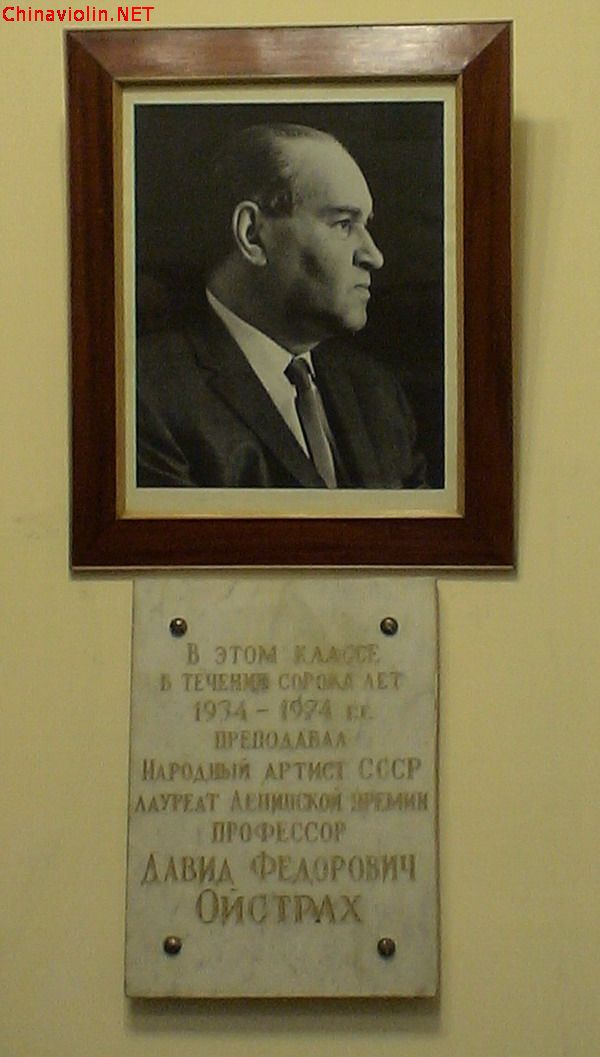 Chinaviolin.NET
В ЭТОМ КЛАССЕ
В ТЕЧЕНИИ СОРОКА ЛЕТ
1934 - 1974 г.г.
ПРЕПОДАВАЛ
НАРОДНЫЙ АРТИСТ СССР
ЛАУРЕАТ ЛЕНИНСКОЙ ПРЕМИИ
ПРОФЕССОР
ДАВИД ФЕДОРОВИЧ
ОЙСТРАХ